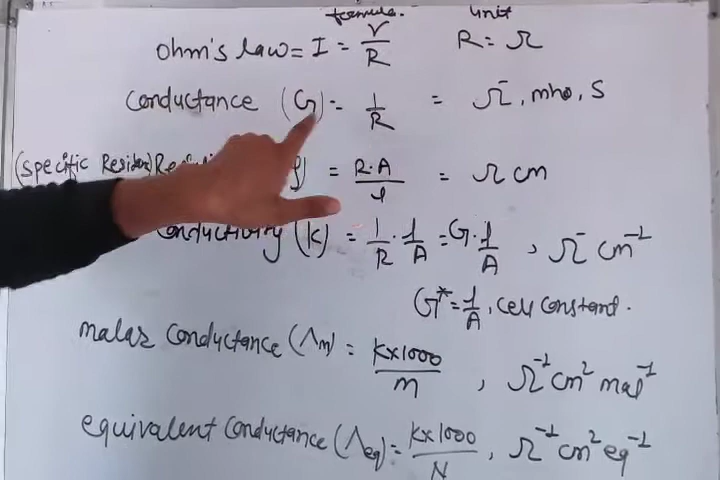 formula. unit
ohm's law = I = V/R R = Ω
Conductance (G) = 1/R = Ω⁻, mho, S
(specific = R.A/l = Ω cm
Conductivity (K) = 1/R . l/A = G . l/A , Ω⁻ cm⁻¹
G* = l/A , Cell constant.
molar Conductance (Λm) = K×1000/m , Ω⁻¹ cm² mol⁻¹
equivalent Conductance (Λeq) = K×1000/N , Ω⁻¹ cm² eq⁻¹